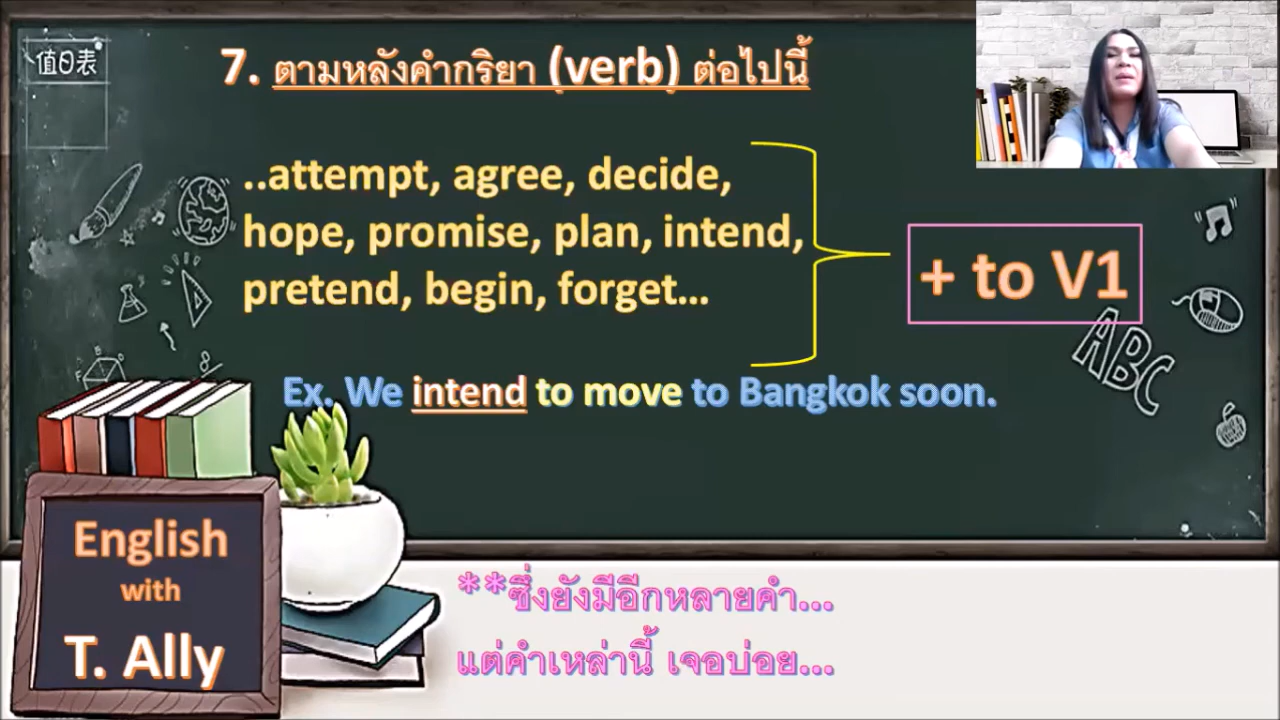 值日表
7. ตามหลังคำกริยา (verb) ต่อไปนี้
..attempt, agree, decide,
hope, promise, plan, intend,
pretend, begin, forget...
+ to V1
ABC
Ex. We intend to move to Bangkok soon.
English
with
T. Ally
**ซึ่งยังมีอีกหลายคำ...
แต่คำเหล่านี้ เจอบ่อย...